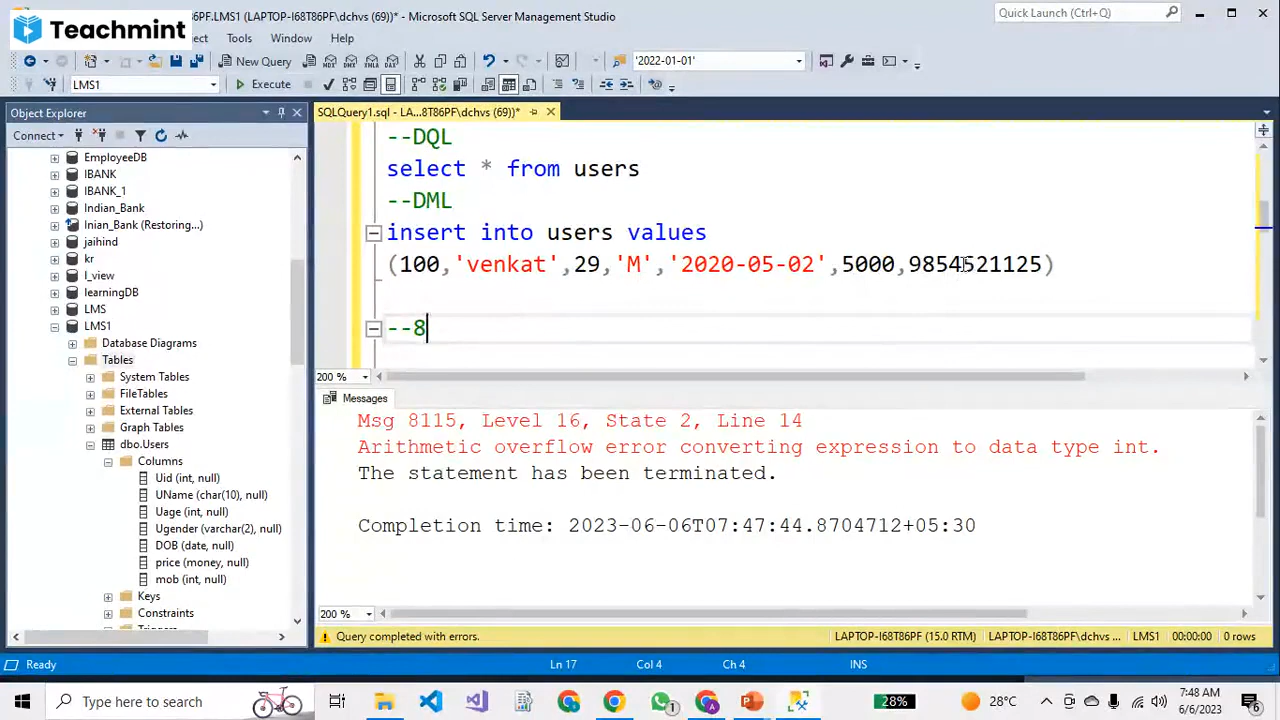 Teachmint
PF.LMS1 (LAPTOP-I68T86PF\dchvs (69))* - Microsoft SQL Server Management Studio
Quick Launch (Ctrl+Q)
Tools Window Help
New Query '2022-01-01'
LMS1 Execute
Object Explorer
SQLQuery1.sql - LA...8T86PF\dchvs (69))*
Connect
EmployeeDB
IBANK
IBANK_1
Indian_Bank
Inian_Bank (Restoring...)
jaihind
kr
l_view
learningDB
LMS
LMS1
Database Diagrams
Tables
System Tables
FileTables
External Tables
Graph Tables
dbo.Users
Columns
Uid (int, null)
UName (char(10), null)
Uage (int, null)
Ugender (varchar(2), null)
DOB (date, null)
price (money, null)
mob (int, null)
Keys
Constraints
--DQL
select * from users
--DML
insert into users values
(100,'venkat',29,'M','2020-05-02',5000,9854521125)
--8
200 %
Messages
Msg 8115, Level 16, State 2, Line 14
Arithmetic overflow error converting expression to data type int.
The statement has been terminated.
Completion time: 2023-06-06T07:47:44.8704712+05:30
200 %
Query completed with errors. LAPTOP-I68T86PF (15.0 RTM) LAPTOP-I68T86PF\dchvs ... LMS1 00:00:00 0 rows
Ready Ln 17 Col 4 Ch 4 INS
Type here to search 1 28% 28°C 7:48 AM
6/6/2023 6